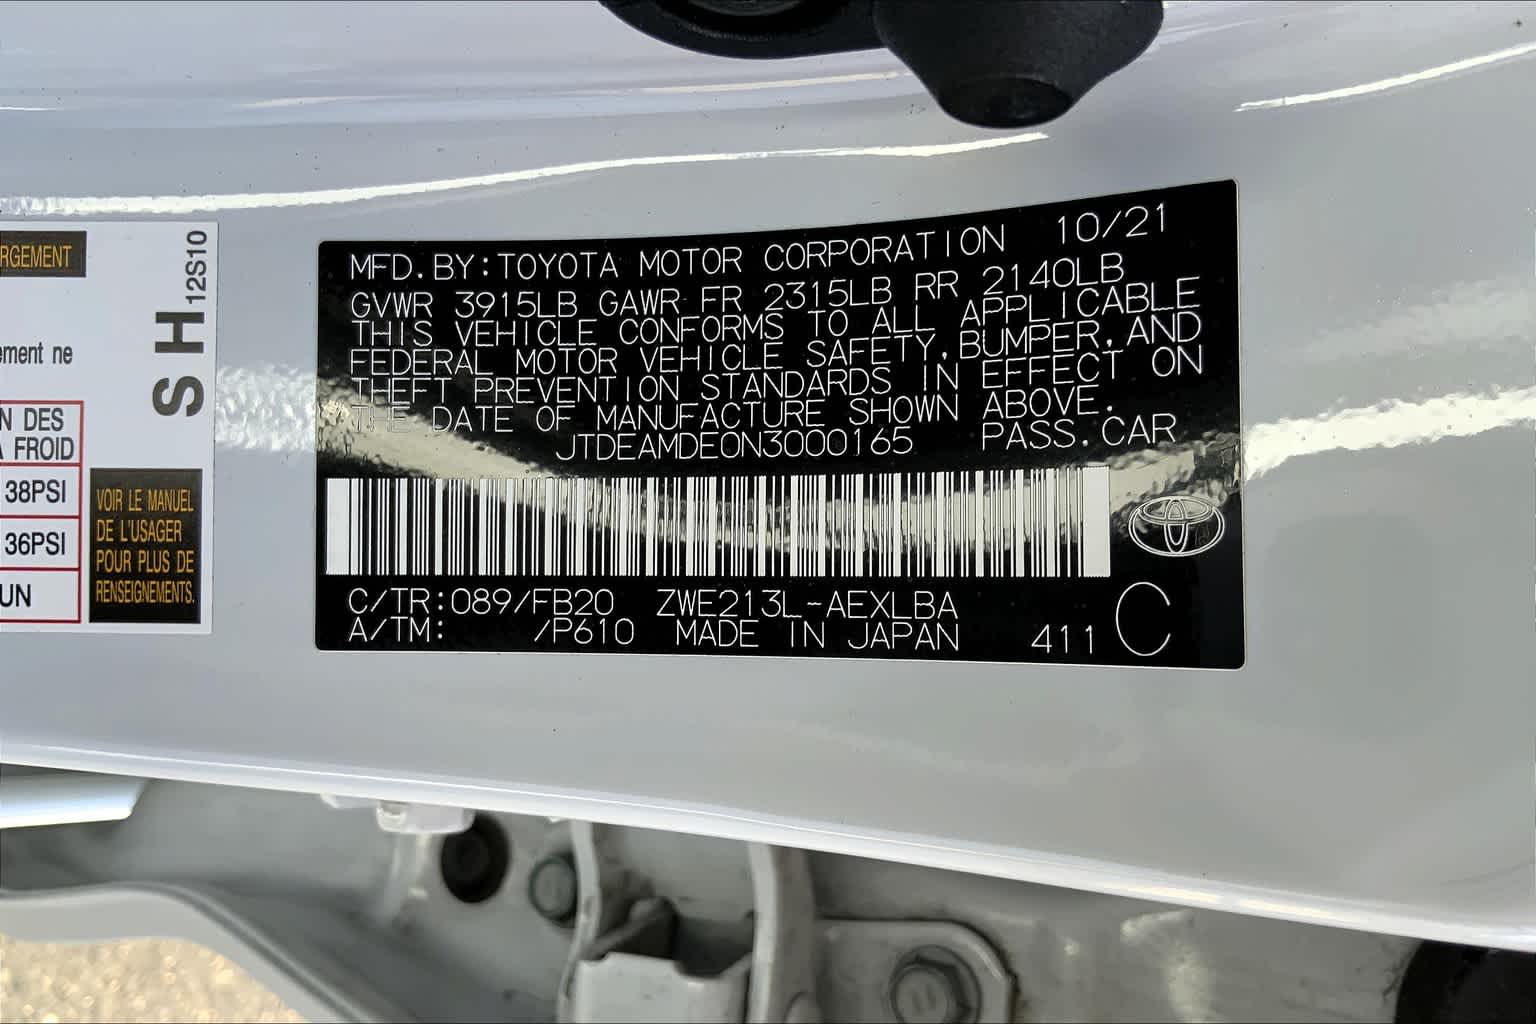 RGEMENT
ement ne
N DES
A FROID
38PSI
36PSI
UN
S H 12S10
VOIR LE MANUEL
DE L'USAGER
POUR PLUS DE
RENSEIGNEMENTS.
MFD.BY:TOYOTA MOTOR CORPORATION 10/21
GVWR 3915LB GAWR FR 2315LB RR 2140LB
THIS VEHICLE CONFORMS TO ALL APPLICABLE
FEDERAL MOTOR VEHICLE SAFETY,BUMPER,AND
THEFT PREVENTION STANDARDS IN EFFECT ON
THE DATE OF MANUFACTURE SHOWN ABOVE.
JTDEAMDE0N3000165 PASS.CAR
C/TR:089/FB20 ZWE213L-AEXLBA
A/TM: /P610 MADE IN JAPAN 411 C